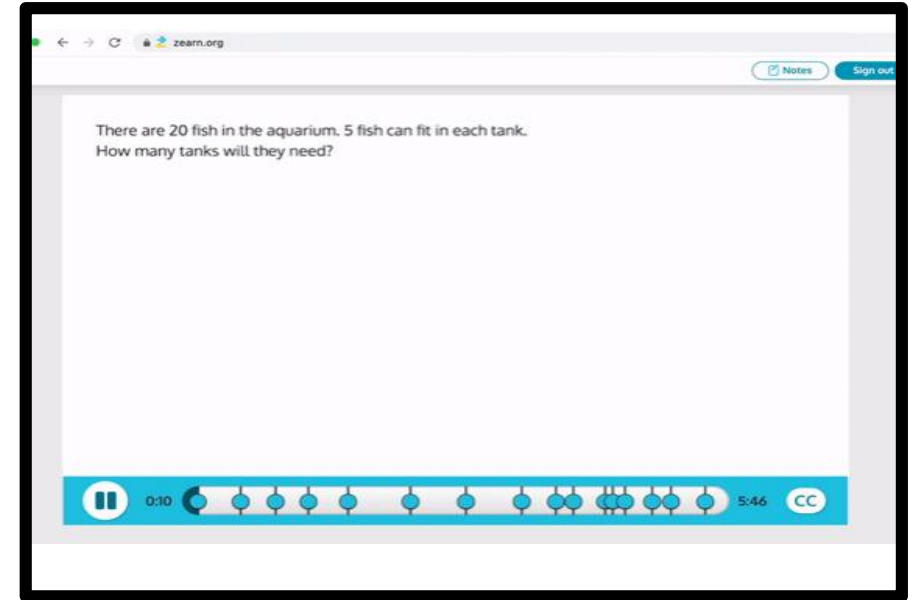 zearn.org
Notes
Sign out
There are 20 fish in the aquarium. 5 fish can fit in each tank.
How many tanks will they need?
0:10
5:46
CC